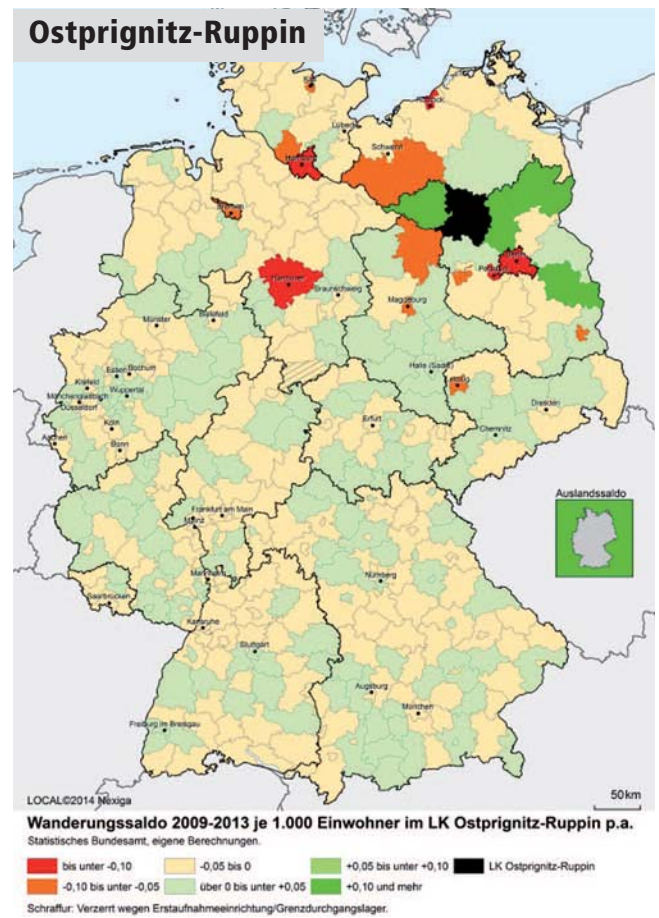 Ostprignitz-Ruppin
Kiel
Rostock
Lübeck
Schwerin
Hamburg
Bremen
Berlin
Potsdam
Hannover
Braunschweig
Magdeburg
Münster
Bielefeld
Halle (Saale)
Leipzig
Essen Bochum
Krefeld
Wuppertal
Mönchengladbach
Düsseldorf
Köln
Aachen
Bonn
Erfurt
Dresden
Chemnitz
Auslandssaldo
Frankfurt am Main
Mainz
Mannheim
Saarbrücken
Nürnberg
Karlsruhe
Stuttgart
Augsburg
München
Freiburg im Breisgau
LOCAL©2014 Nexiga
50 km
Wanderungssaldo 2009-2013 je 1.000 Einwohner im LK Ostprignitz-Ruppin p.a.
Statistisches Bundesamt, eigene Berechnungen.
bis unter -0,10 -0,05 bis 0 +0,05 bis unter +0,10 LK Ostprignitz-Ruppin
-0,10 bis unter -0,05 über 0 bis unter +0,05 +0,10 und mehr
Schraffur: Verzerrt wegen Erstaufnahmeeinrichtung/Grenzdurchgangslager.